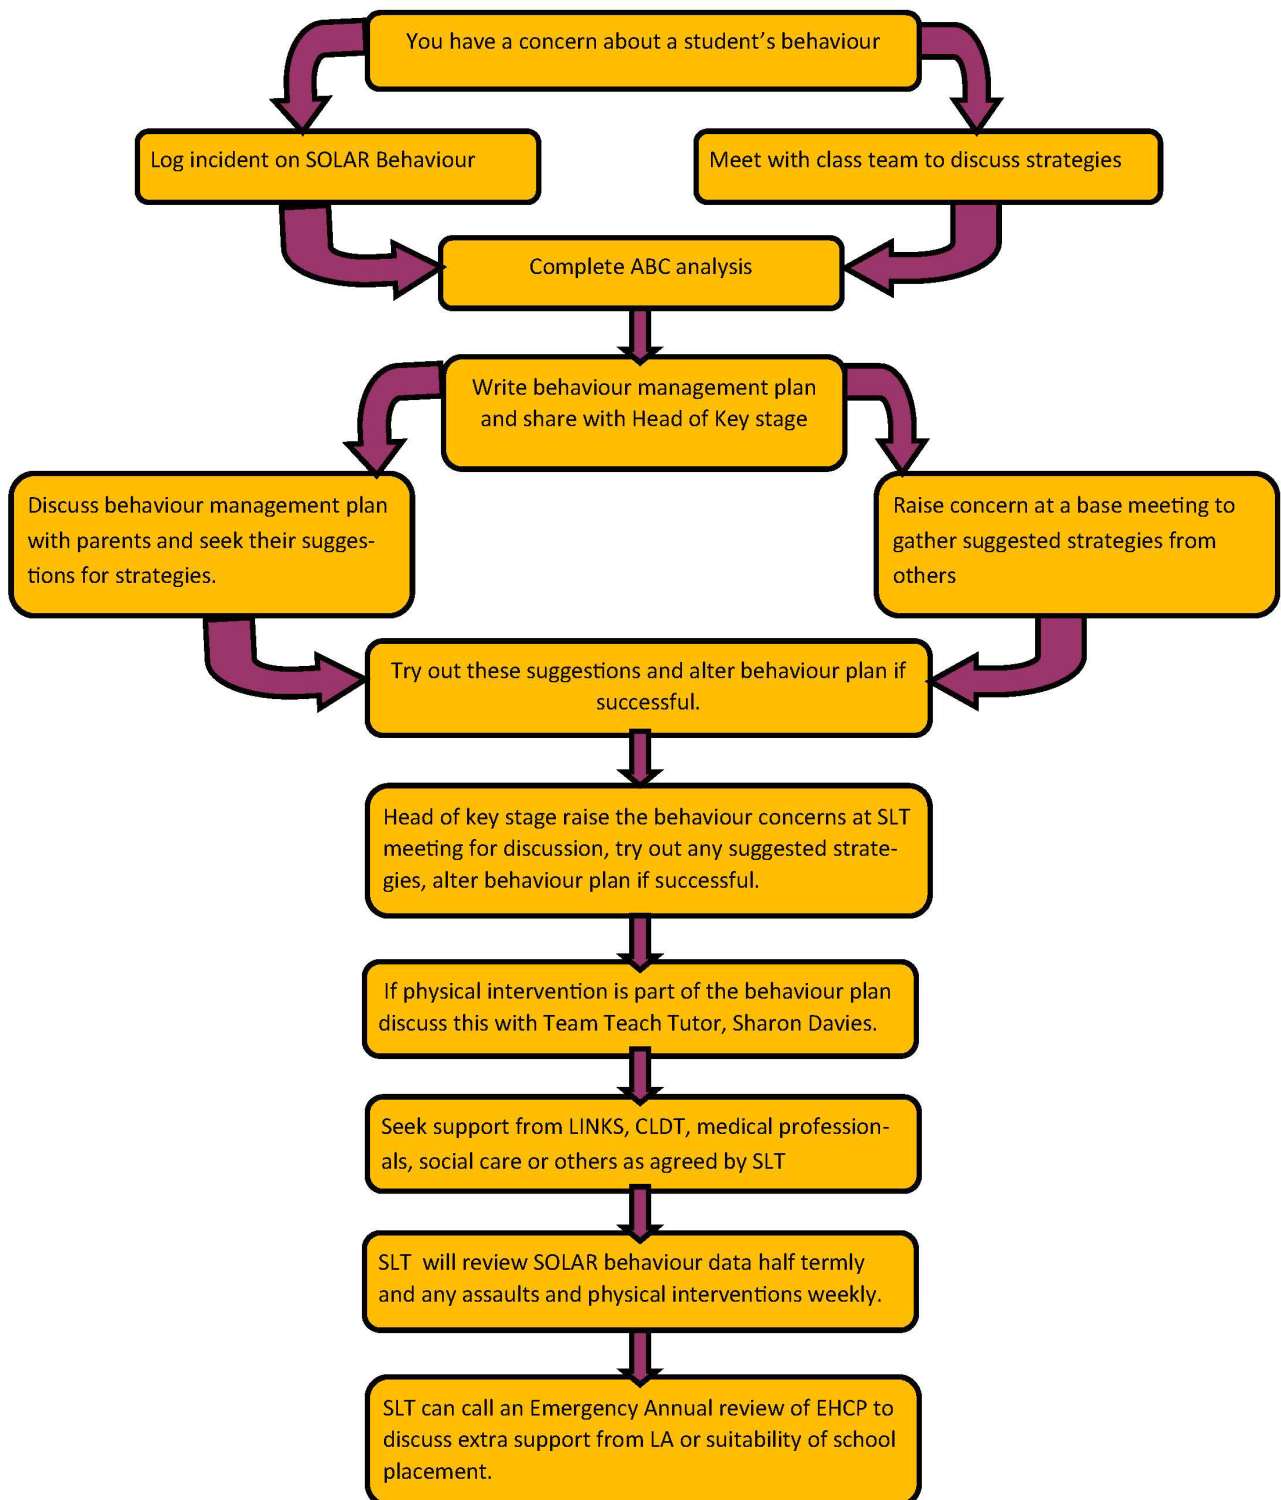 You have a concern about a student’s behaviour
Log incident on SOLAR Behaviour
Meet with class team to discuss strategies
Complete ABC analysis
Write behaviour management plan
and share with Head of Key stage
Discuss behaviour management plan
with parents and seek their sugges-
tions for strategies.
Raise concern at a base meeting to
gather suggested strategies from
others
Try out these suggestions and alter behaviour plan if
successful.
Head of key stage raise the behaviour concerns at SLT
meeting for discussion, try out any suggested strate-
gies, alter behaviour plan if successful.
If physical intervention is part of the behaviour plan
discuss this with Team Teach Tutor, Sharon Davies.
Seek support from LINKS, CLDT, medical profession-
als, social care or others as agreed by SLT
SLT will review SOLAR behaviour data half termly
and any assaults and physical interventions weekly.
SLT can call an Emergency Annual review of EHCP to
discuss extra support from LA or suitability of school
placement.